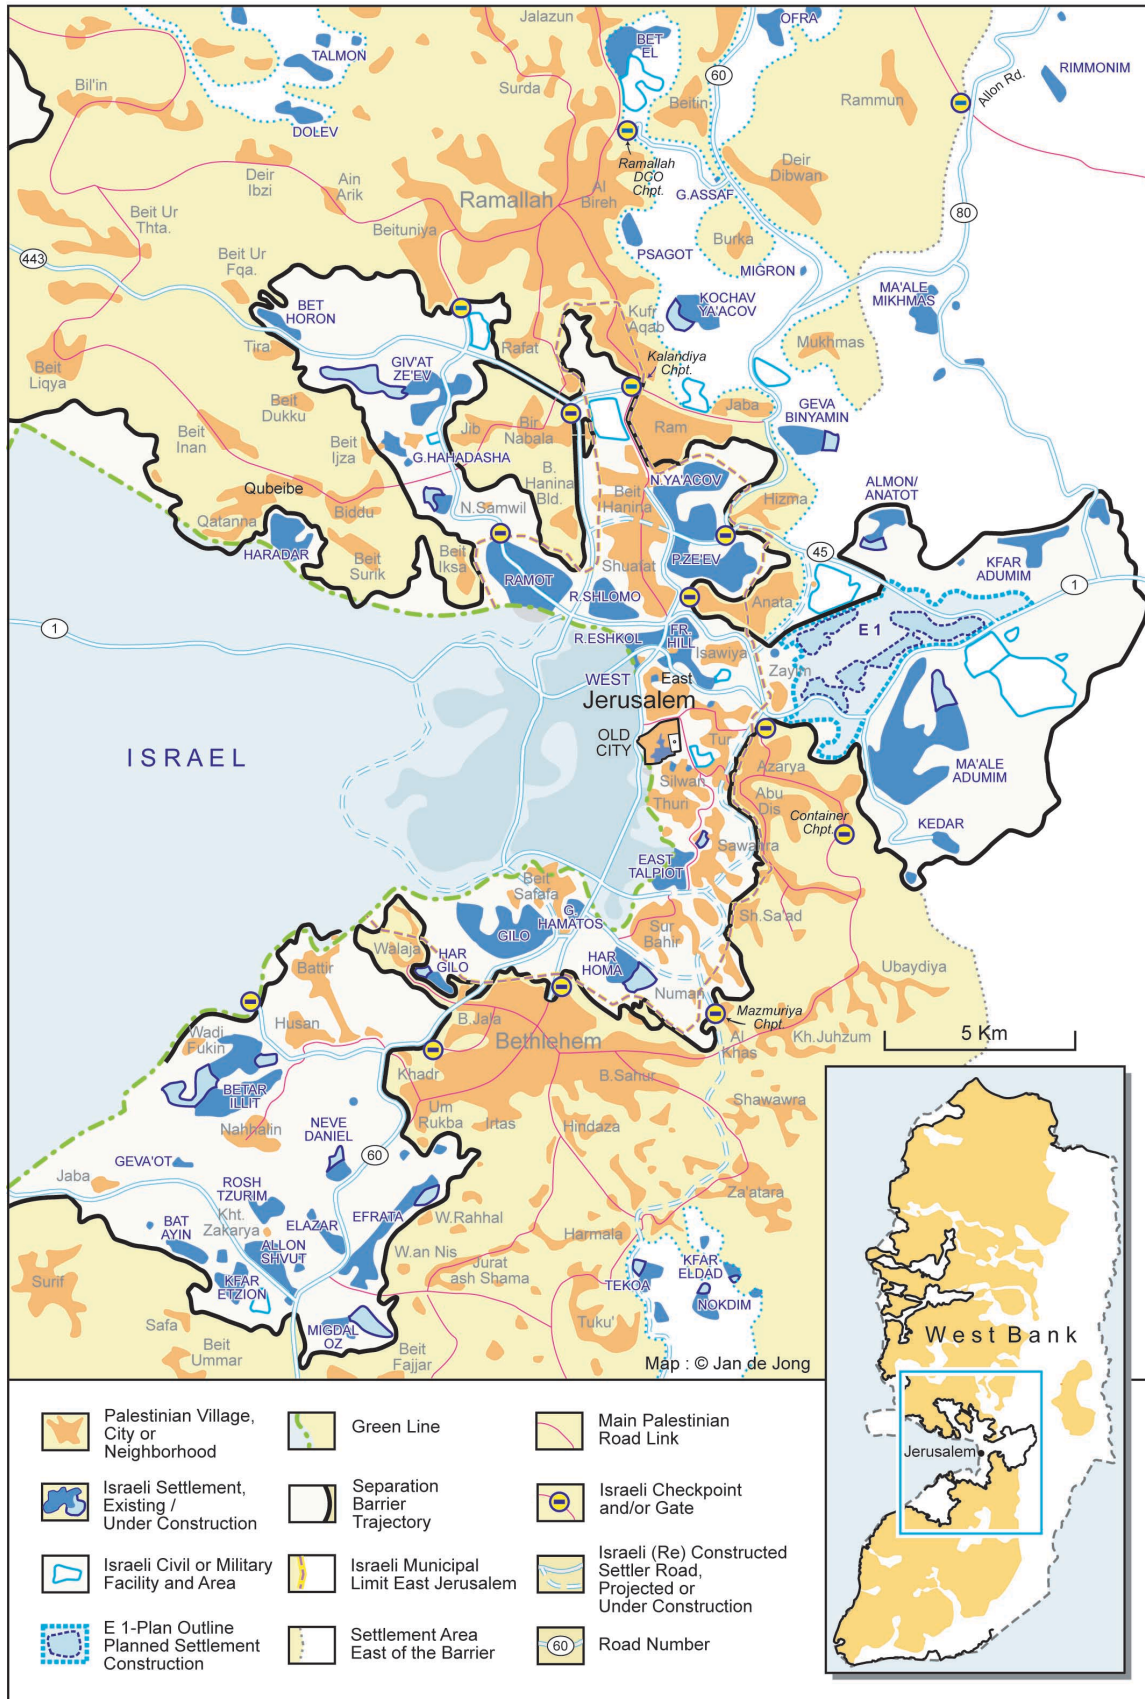 Jalazun
OFRA
BET
EL
TALMON
60
RIMMONIM
Bil'in
Surda
Beitin
Rammun
Allon Rd.
DOLEV
Ramallah
DCO
Chpt.
Deir
Dibwan
Deir
Ibzi
Ain
Arik
Ramallah
Al
Bireh
G.ASSAF
Beit Ur
Thta.
Beituniya
80
443
Beit Ur
Fqa.
PSAGOT
Burka
MIGRON
BET
HORON
KOCHAV
YA'ACOV
MA'ALE
MIKHMAS
Kufr
Aqab
Tira
Rafat
Mukhmas
Beit
Liqya
GIV'AT
ZE'EV
Kalandiya
Chpt.
Beit
Dukku
Jaba
GEVA
BINYAMIN
Beit
Inan
Beit
Ijza
Jib
Bir
Nabala
Ram
G.HAHADASHA
B.
Hanina
Bld.
N.YA'ACOV
ALMON/
ANATOT
Qubeibe
Beit
Hanina
Hizma
Qatanna
Biddu
N.Samwil
HARADAR
Beit
Surik
Beit
Iksa
45
KFAR
ADUMIM
RAMOT
Shuafat
P.ZE'EV
R.SHLOMO
Anata
1
1
R.ESHKOL
FR.
HILL
Isawiya
E 1
WEST
East
Zayim
Jerusalem
OLD
CITY
Tur
ISRAEL
Azarya
MA'ALE
ADUMIM
Silwan
Thuri
Abu
Dis
Container
Chpt.
KEDAR
Sawahra
EAST
TALPIOT
Beit
Safafa
G.
HAMATOS
Sh.Sa'ad
GILO
Sur
Bahir
Walaja
HAR
GILO
HAR
HOMA
Battir
Ubaydiya
Numan
Mazmuriya
Chpt.
Wadi
Fukin
Husan
B.Jala
Bethlehem
Al
Khas
Kh.Juhzum
5 Km
Khadr
B.Sahur
BETAR
ILLIT
Um
Rukba
Irtas
Hindaza
Shawawra
Nahhalin
NEVE
DANIEL
60
GEVA'OT
Jaba
ROSH
TZURIM
Za'atara
Kht.
Zakarya
ELAZAR
EFRATA
W.Rahhal
BAT
AYIN
Harmala
ALLON
SHVUT
W.an Nis
Jurat
ash Shama
KFAR
ELDAD
Surif
KFAR
ETZION
TEKOA
NOKDIM
Safa
MIGDAL
OZ
Tuku'
Beit
Ummar
Beit
Fajjar
Map : © Jan de Jong
West Bank
Jerusalem
Palestinian Village,
City or
Neighborhood
Green Line
Main Palestinian
Road Link
Israeli Settlement,
Existing /
Under Construction
Separation
Barrier
Trajectory
Israeli Checkpoint
and/or Gate
Israeli Civil or Military
Facility and Area
Israeli Municipal
Limit East Jerusalem
Israeli (Re) Constructed
Settler Road,
Projected or
Under Construction
E 1-Plan Outline
Planned Settlement
Construction
Settlement Area
East of the Barrier
60
Road Number